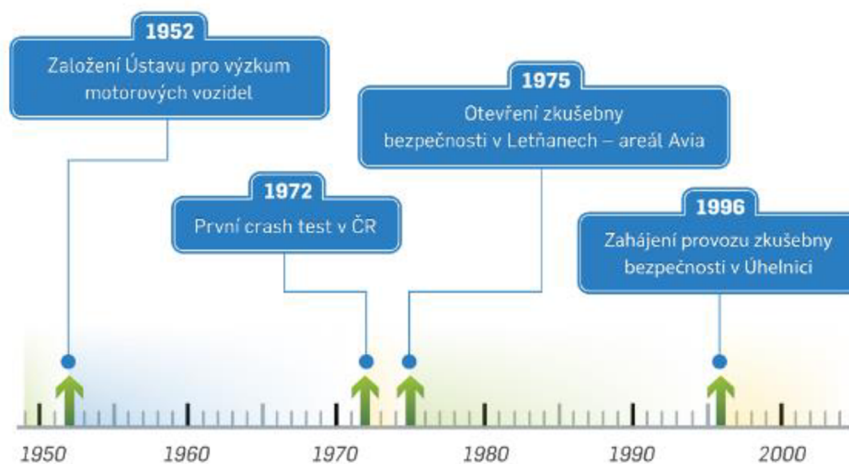 1952
Založení Ústavu pro výzkum
motorových vozidel
1975
Otevření zkušebny
bezpečnosti v Letňanech – areál Avia
1972
První crash test v ČR
1996
Zahájení provozu zkušebny
bezpečnosti v Úhelnici
1950 1960 1970 1980 1990 2000